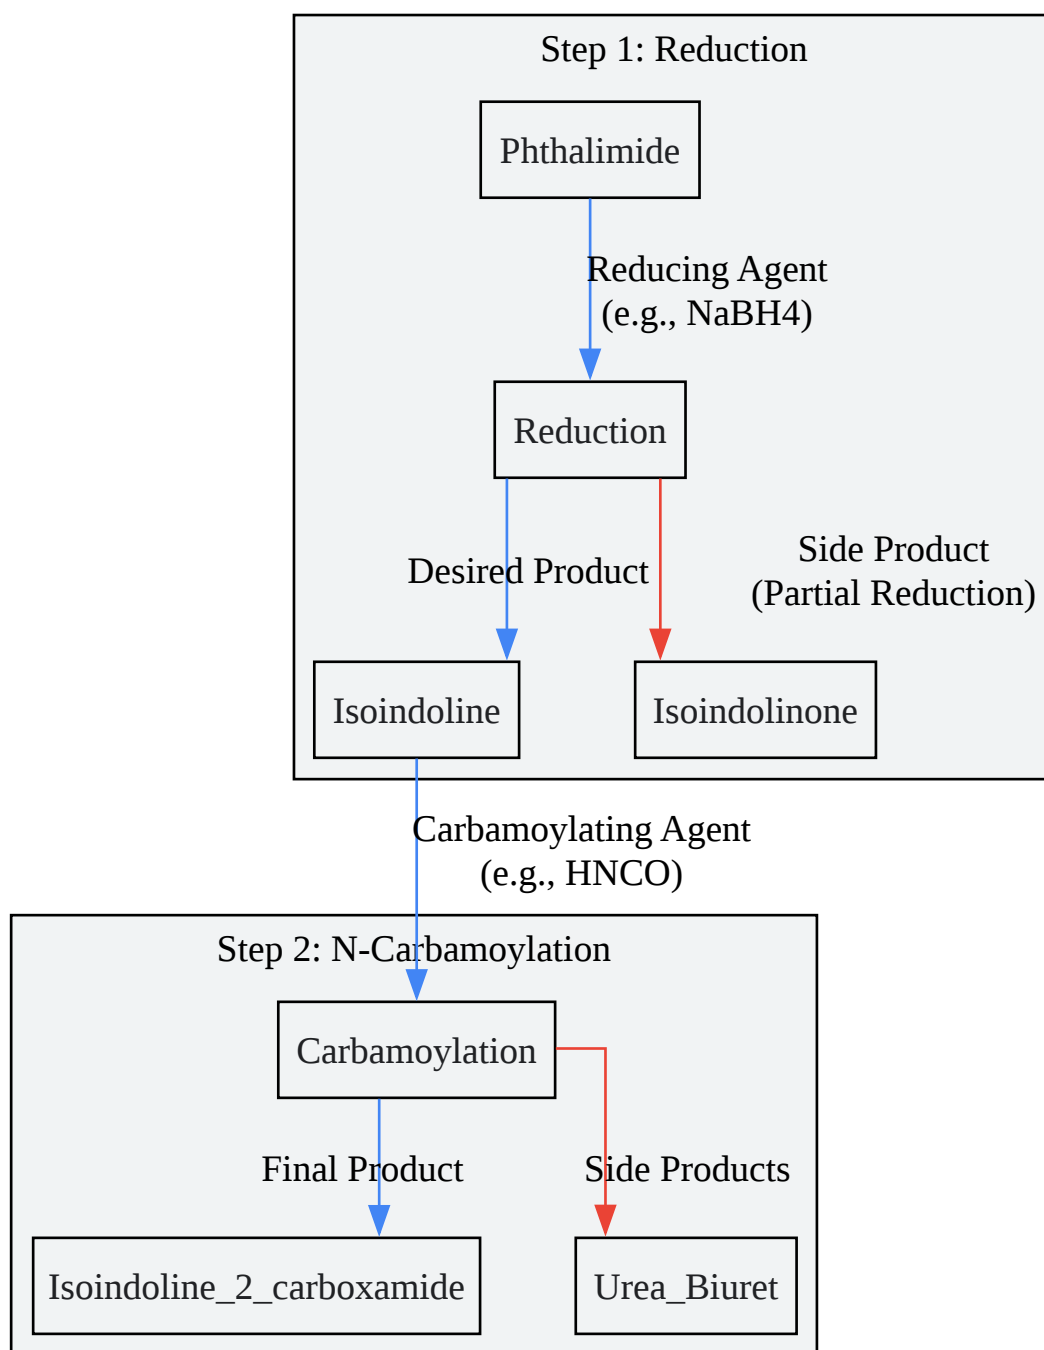 Step 1: Reduction
Phthalimide
Reducing Agent
(e.g., NaBH4)
Reduction
Desired Product
Side Product
(Partial Reduction)
Isoindoline
Isoindolinone
Carbamoylating Agent
(e.g., HNCO)
Step 2: N-Carbamoylation
Carbamoylation
Final Product
Side Products
Isoindoline_2_carboxamide
Urea_Biuret